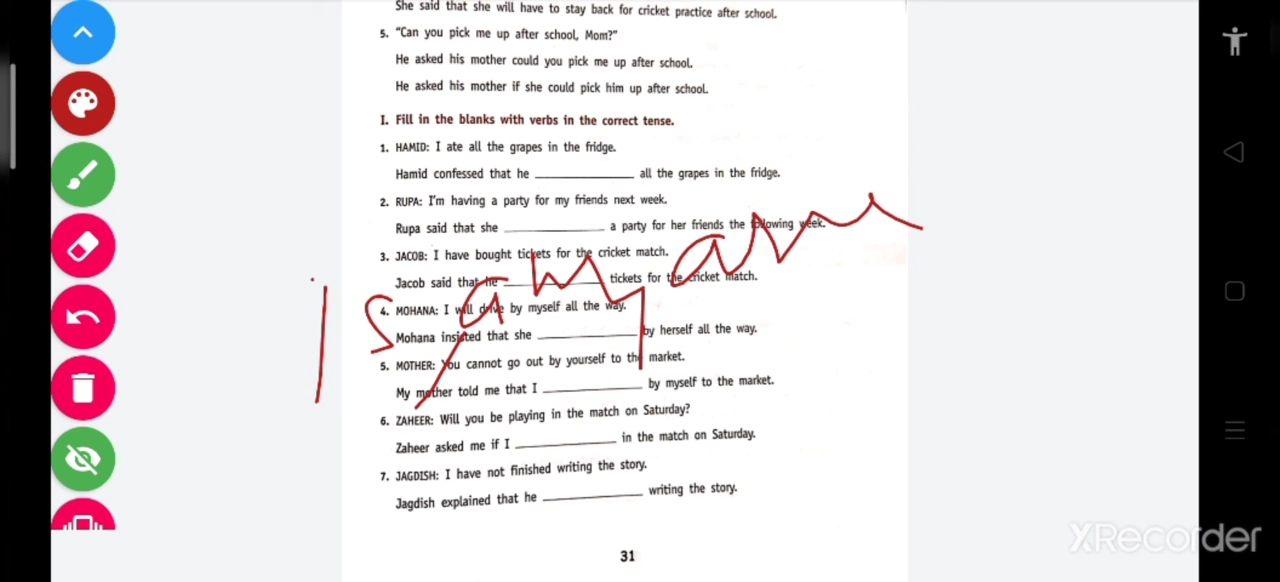 She said that she will have to stay back for cricket practice after school.
5. "Can you pick me up after school, Mom?"
He asked his mother could you pick me up after school.
He asked his mother if she could pick him up after school.
I. Fill in the blanks with verbs in the correct tense.
1. HAMID: I ate all the grapes in the fridge.
Hamid confessed that he ____________ all the grapes in the fridge.
2. RUPA: I'm having a party for my friends next week.
Rupa said that she ____________ a party for her friends the following week.
3. JACOB: I have bought tickets for the cricket match.
Jacob said that he ____________ tickets for the cricket match.
4. MOHANA: I will drive by myself all the way.
Mohana insisted that she ____________ by herself all the way.
5. MOTHER: You cannot go out by yourself to the market.
My mother told me that I ____________ by myself to the market.
6. ZAHEER: Will you be playing in the match on Saturday?
Zaheer asked me if I ____________ in the match on Saturday.
7. JAGDISH: I have not finished writing the story.
Jagdish explained that he ____________ writing the story.
31
XRecorder